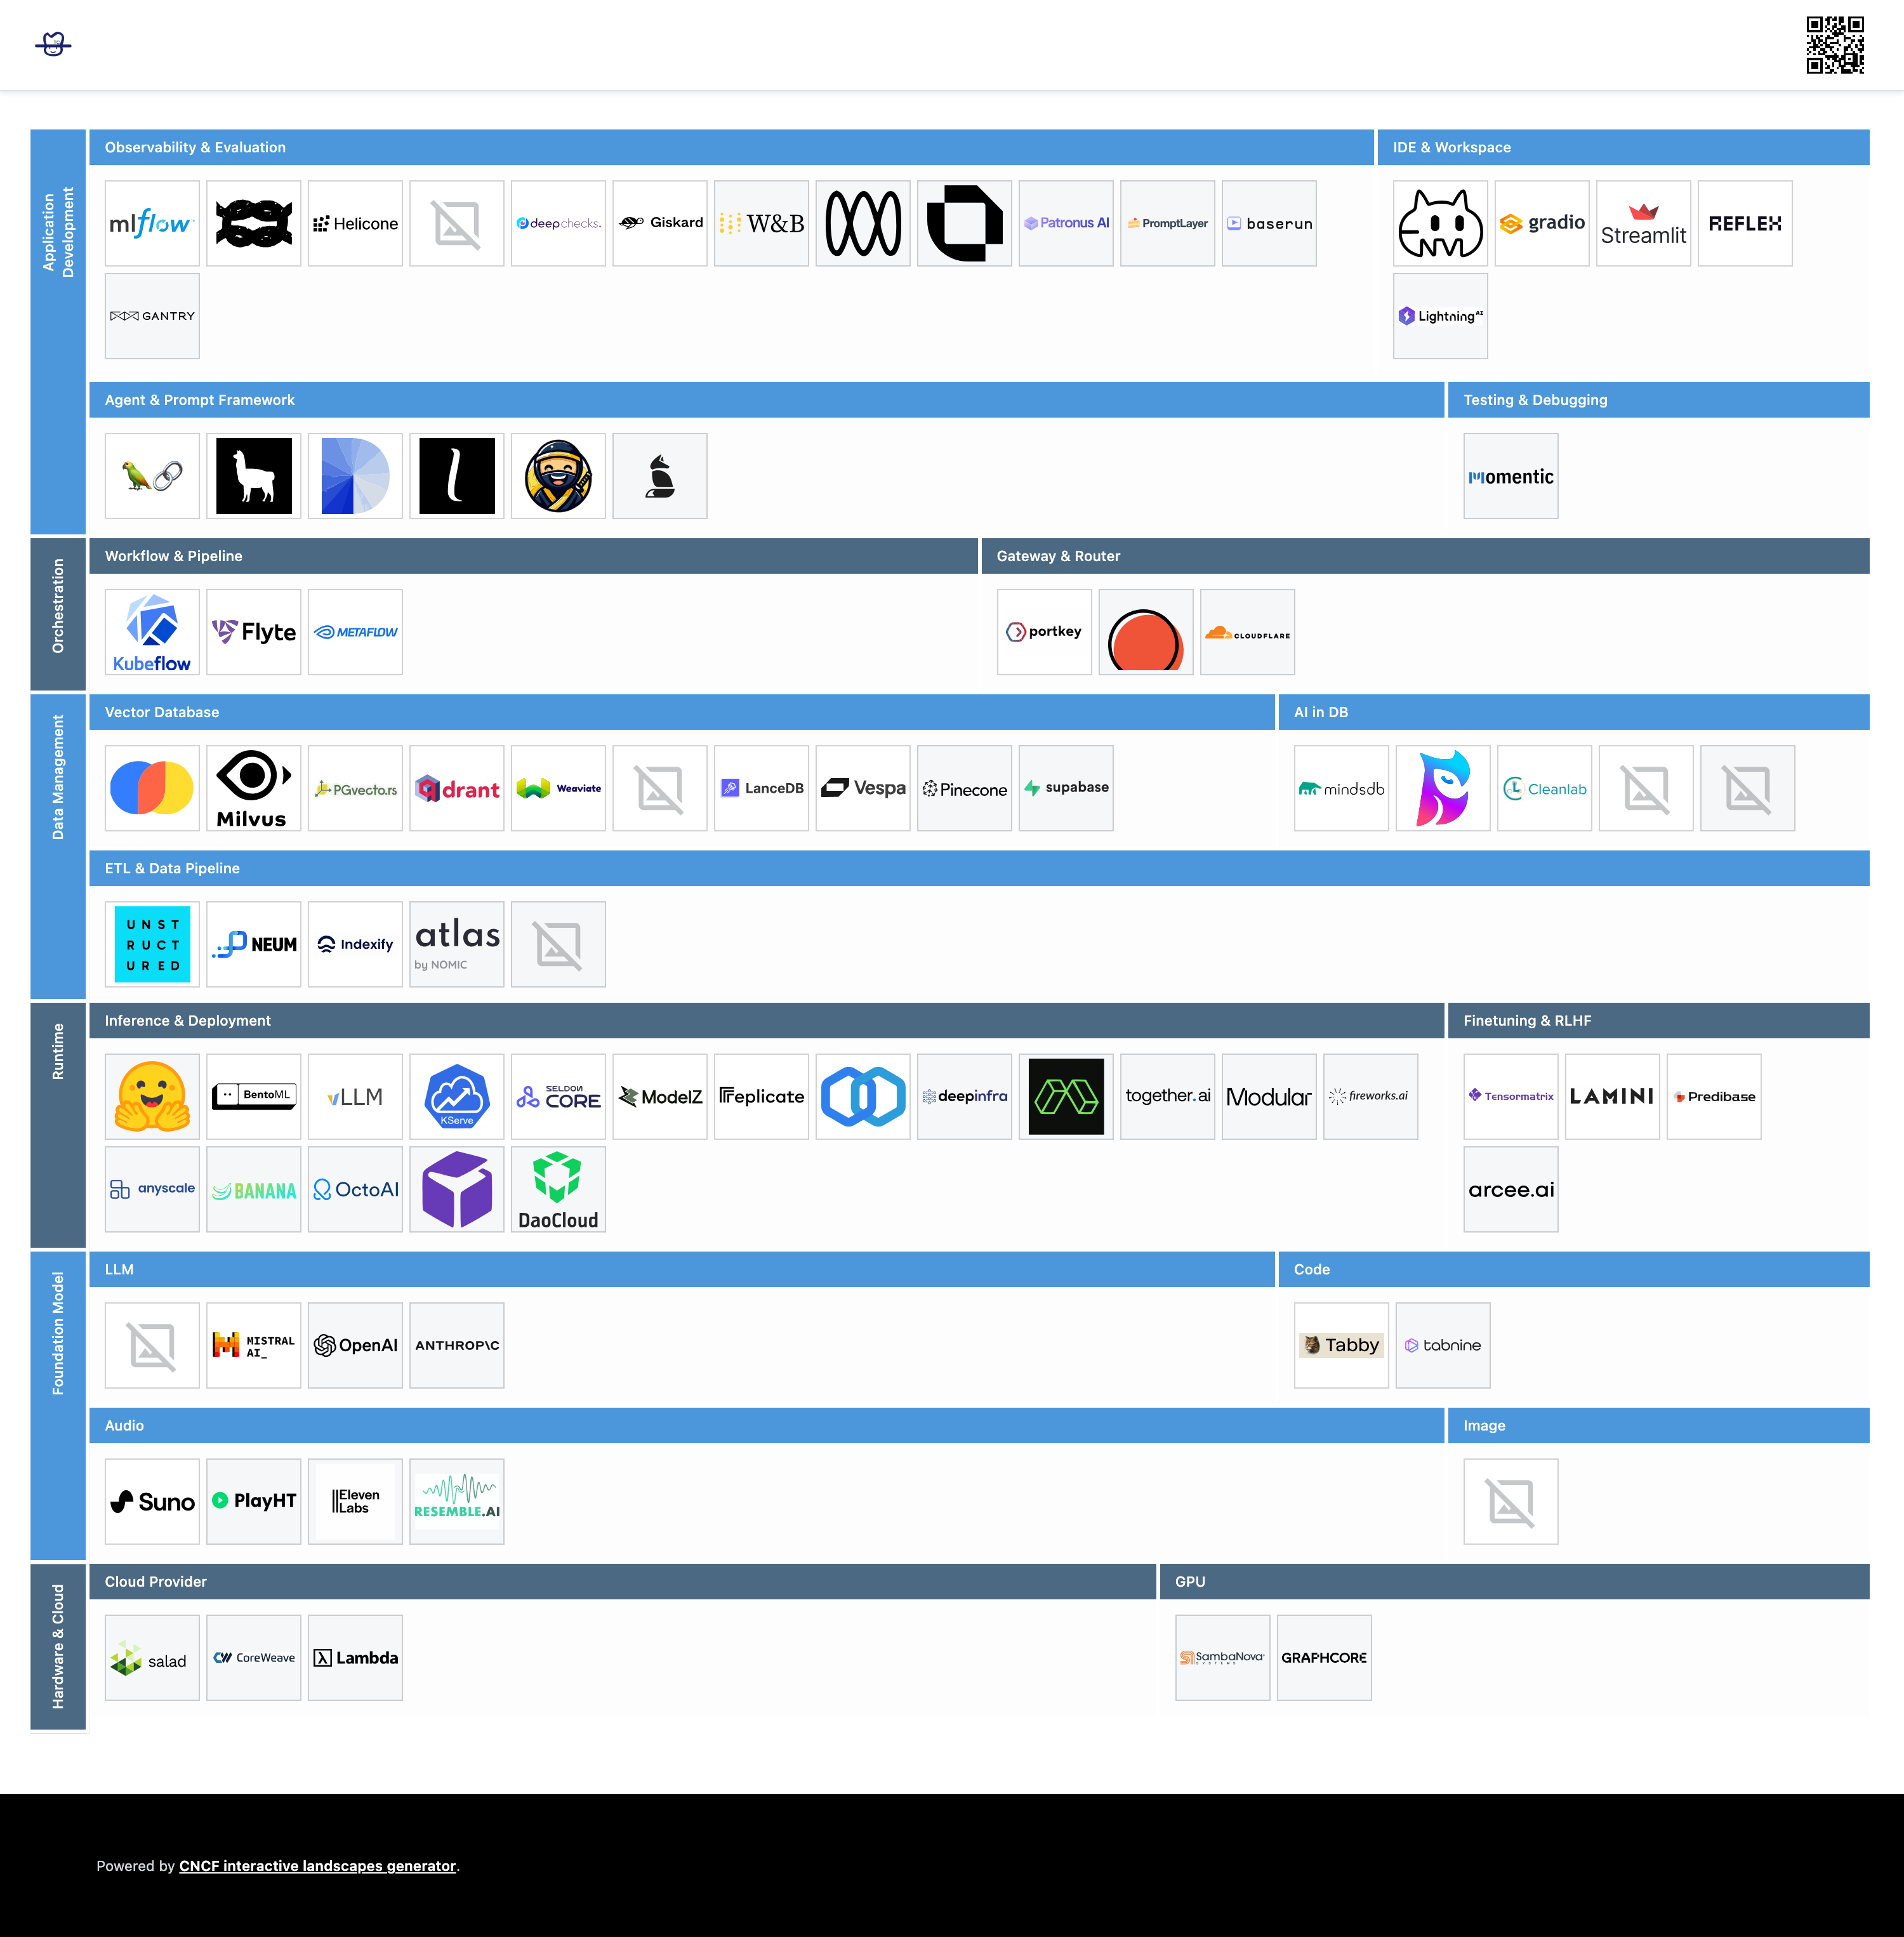 Application
Development
Observability & Evaluation
IDE & Workspace
mlflow
Helicone
deepchecks.
Giskard
W&B
Patronus AI
PromptLayer
baserun
gradio
Streamlit
REFLEX
GANTRY
Lightning AI
Agent & Prompt Framework
Testing & Debugging
momentic
Orchestration
Workflow & Pipeline
Gateway & Router
Kubeflow
Flyte
METAFLOW
portkey
CLOUDFLARE
Data Management
Vector Database
AI in DB
Milvus
PGvecto.rs
qdrant
Weaviate
LanceDB
Vespa
Pinecone
supabase
mindsdb
Cleanlab
ETL & Data Pipeline
UNST
RUCT
URED
NEUM
Indexify
atlas
by NOMIC
Runtime
Inference & Deployment
Finetuning & RLHF
BentoML
vLLM
KServe
SELDON
CORE
ModelZ
Replicate
deepinfra
together.ai
Modular
fireworks.ai
Tensormatrix
LAMINI
Predibase
anyscale
BANANA
OctoAI
DaoCloud
arcee.ai
Foundation Model
LLM
Code
MISTRAL
AI_
OpenAI
ANTHROP\C
Tabby
tabnine
Audio
Image
Suno
PlayHT
||Eleven
Labs
RESEMBLE.AI
Hardware & Cloud
Cloud Provider
GPU
salad
CoreWeave
Lambda
SambaNova
SYSTEMS
GRAPHCORE
Powered by CNCF interactive landscapes generator.